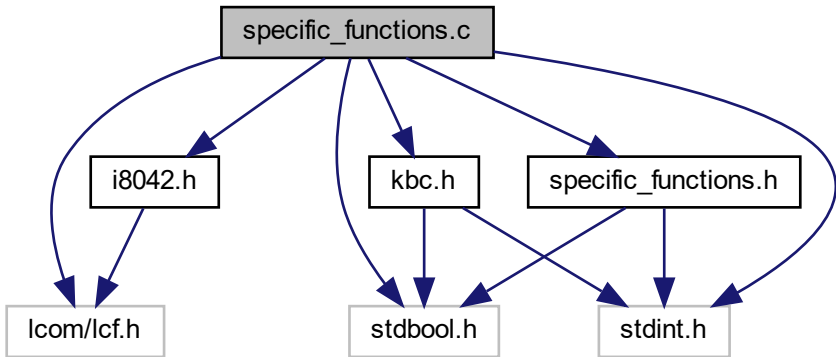 specific_functions.c
i8042.h
kbc.h
specific_functions.h
lcom/lcf.h
stdbool.h
stdint.h